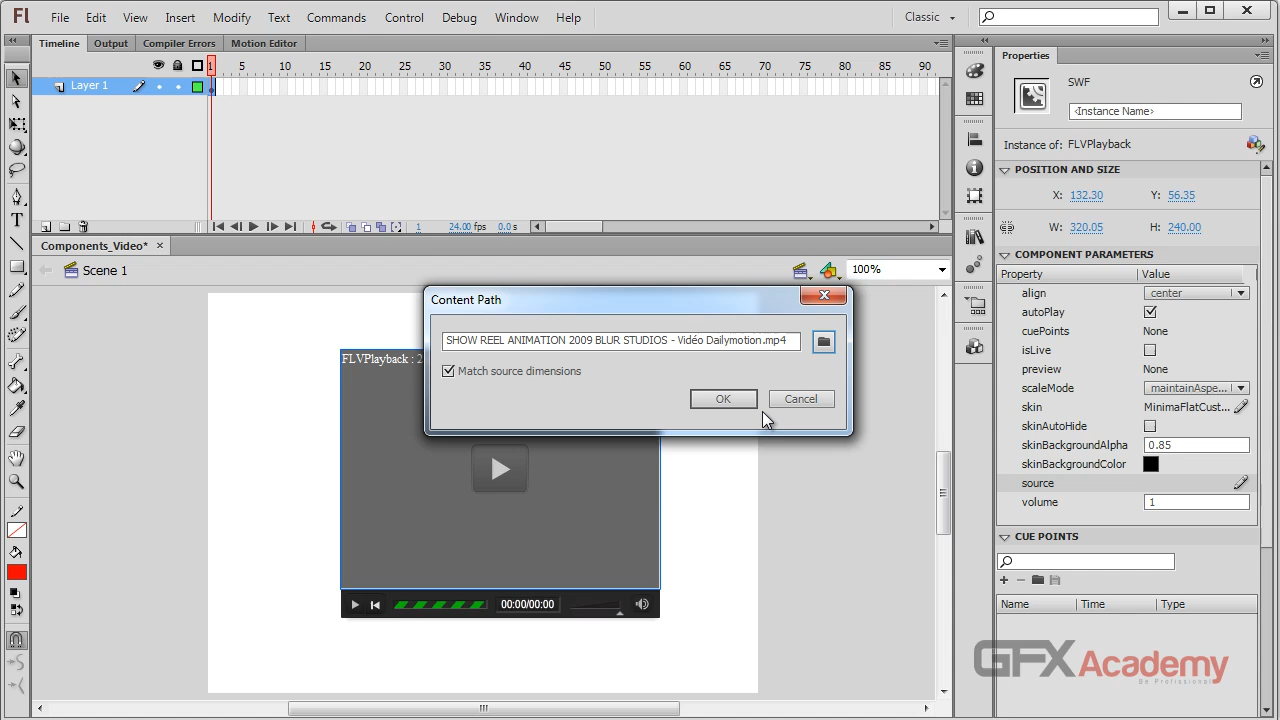 Fl File Edit View Insert Modify Text Commands Control Debug Window Help Classic
Timeline Output Compiler Errors Motion Editor
1 5 10 15 20 25 30 35 40 45 50 55 60 65 70 75 80 85 90
Layer 1
1 24.00 fps 0.0 s
Components_Video*
Scene 1
100%
Content Path
SHOW REEL ANIMATION 2009 BLUR STUDIOS - Vidéo Dailymotion.mp4
Match source dimensions
OK Cancel
FLVPlayback : 2
00:00/00:00
Properties
SWF
<Instance Name>
Instance of: FLVPlayback
POSITION AND SIZE
X: 132.30 Y: 56.35
W: 320.05 H: 240.00
COMPONENT PARAMETERS
Property Value
align center
autoPlay
cuePoints None
isLive
preview None
scaleMode maintainAspe...
skin MinimaFlatCust...
skinAutoHide
skinBackgroundAlpha 0.85
skinBackgroundColor
source
volume 1
CUE POINTS
Name Time Type
GFX Academy
Be Professional